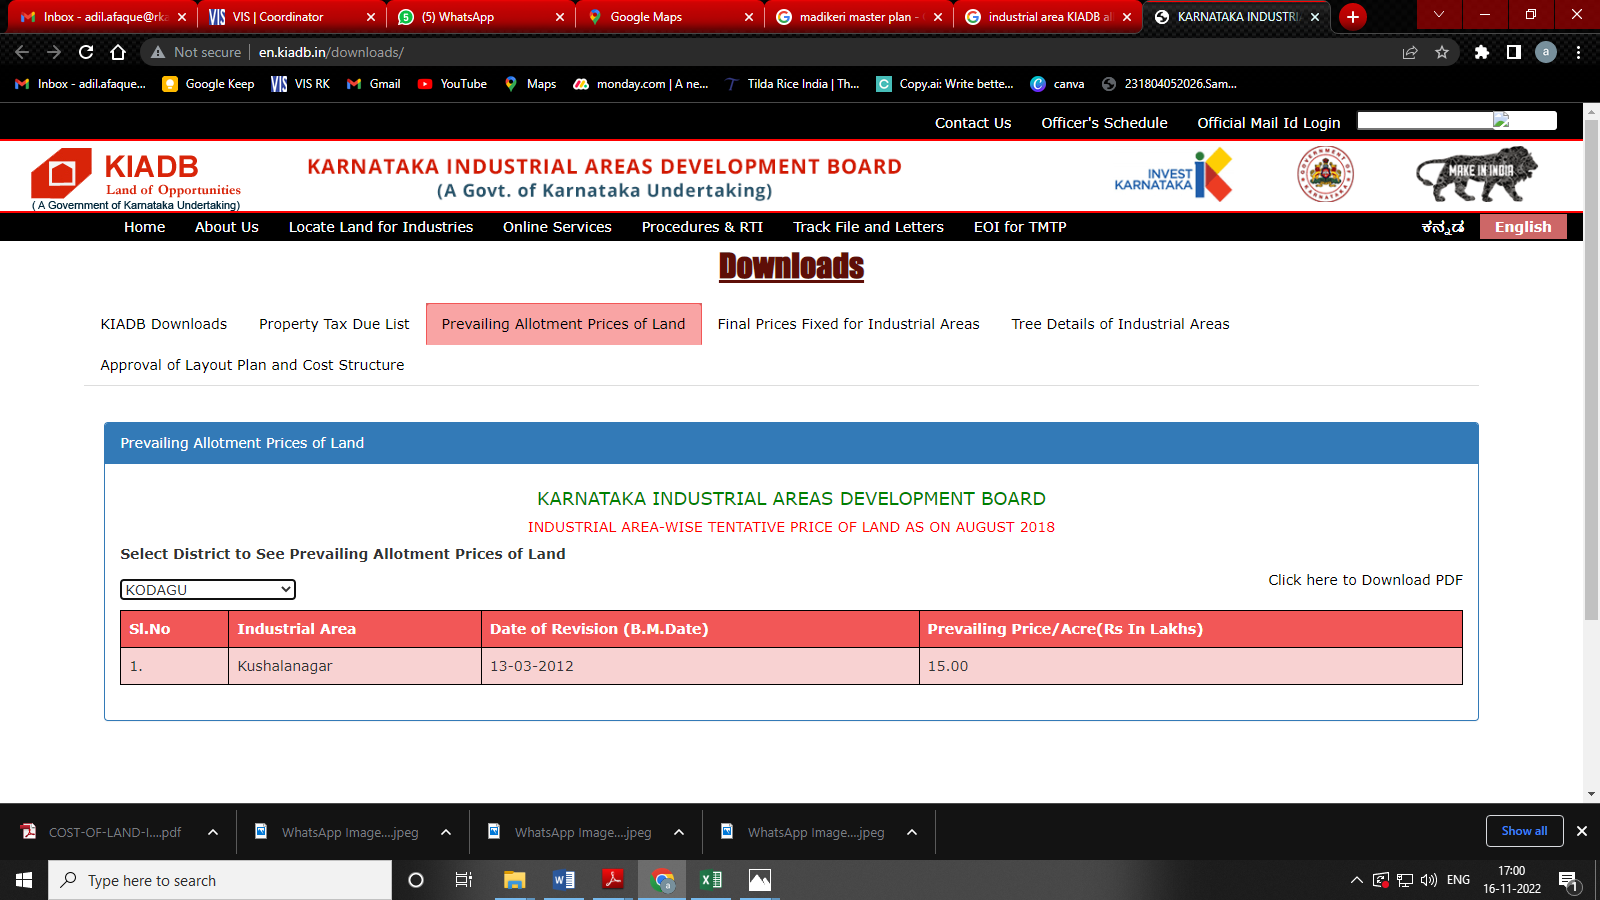 Inbox - adil.afaque@rka
VIS | Coordinator
(5) WhatsApp
Google Maps
madikeri master plan -
industrial area KIADB al
KARNATAKA INDUSTRI
Not secure | en.kiadb.in/downloads/
a
Inbox - adil.afaque...
Google Keep
VIS RK
Gmail
YouTube
Maps
monday.com | A ne...
Tilda Rice India | Th...
Copy.ai: Write bette...
canva
231804052026.Sam...
Contact Us Officer's Schedule Official Mail Id Login
KIADB
Land of Opportunities
( A Government of Karnataka Undertaking)
KARNATAKA INDUSTRIAL AREAS DEVELOPMENT BOARD
(A Govt. of Karnataka Undertaking)
INVEST
KARNATAKA
MAKE IN INDIA
Home About Us Locate Land for Industries Online Services Procedures & RTI Track File and Letters EOI for TMTP ಕನ್ನಡ English
Downloads
KIADB Downloads Property Tax Due List Prevailing Allotment Prices of Land Final Prices Fixed for Industrial Areas Tree Details of Industrial Areas
Approval of Layout Plan and Cost Structure
Prevailing Allotment Prices of Land
KARNATAKA INDUSTRIAL AREAS DEVELOPMENT BOARD
INDUSTRIAL AREA-WISE TENTATIVE PRICE OF LAND AS ON AUGUST 2018
Select District to See Prevailing Allotment Prices of Land
Click here to Download PDF
KODAGU
Sl.No Industrial Area Date of Revision (B.M.Date) Prevailing Price/Acre(Rs In Lakhs)
1. Kushalanagar 13-03-2012 15.00
COST-OF-LAND-I....pdf
WhatsApp Image....jpeg
WhatsApp Image....jpeg
WhatsApp Image....jpeg
Show all
Type here to search
ENG
17:00
16-11-2022
1